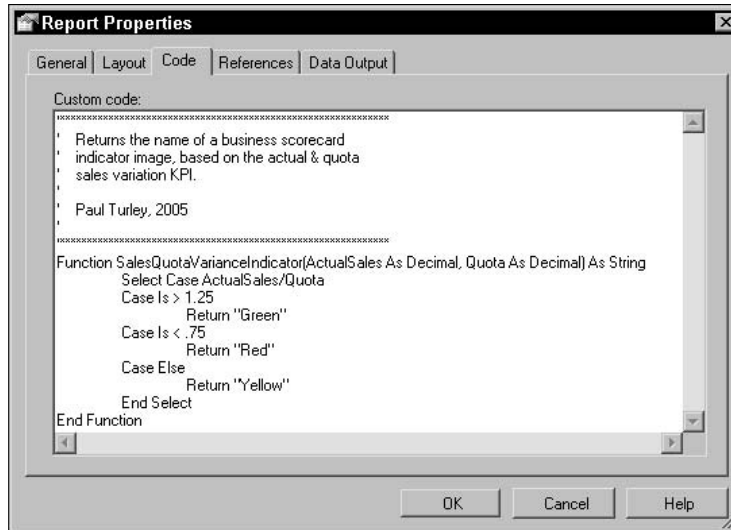 Report Properties
General
Layout
Code
References
Data Output
Custom code:
'********************************************************
'   Returns the name of a business scorecard
'   indicator image, based on the actual & quota
'   sales variation KPI.
'
'   Paul Turley, 2005
'
'********************************************************
Function SalesQuotaVarianceIndicator(ActualSales As Decimal, Quota As Decimal) As String
Select Case ActualSales/Quota
Case Is > 1.25
Return "Green"
Case Is < .75
Return "Red"
Case Else
Return "Yellow"
End Select
End Function
OK
Cancel
Help